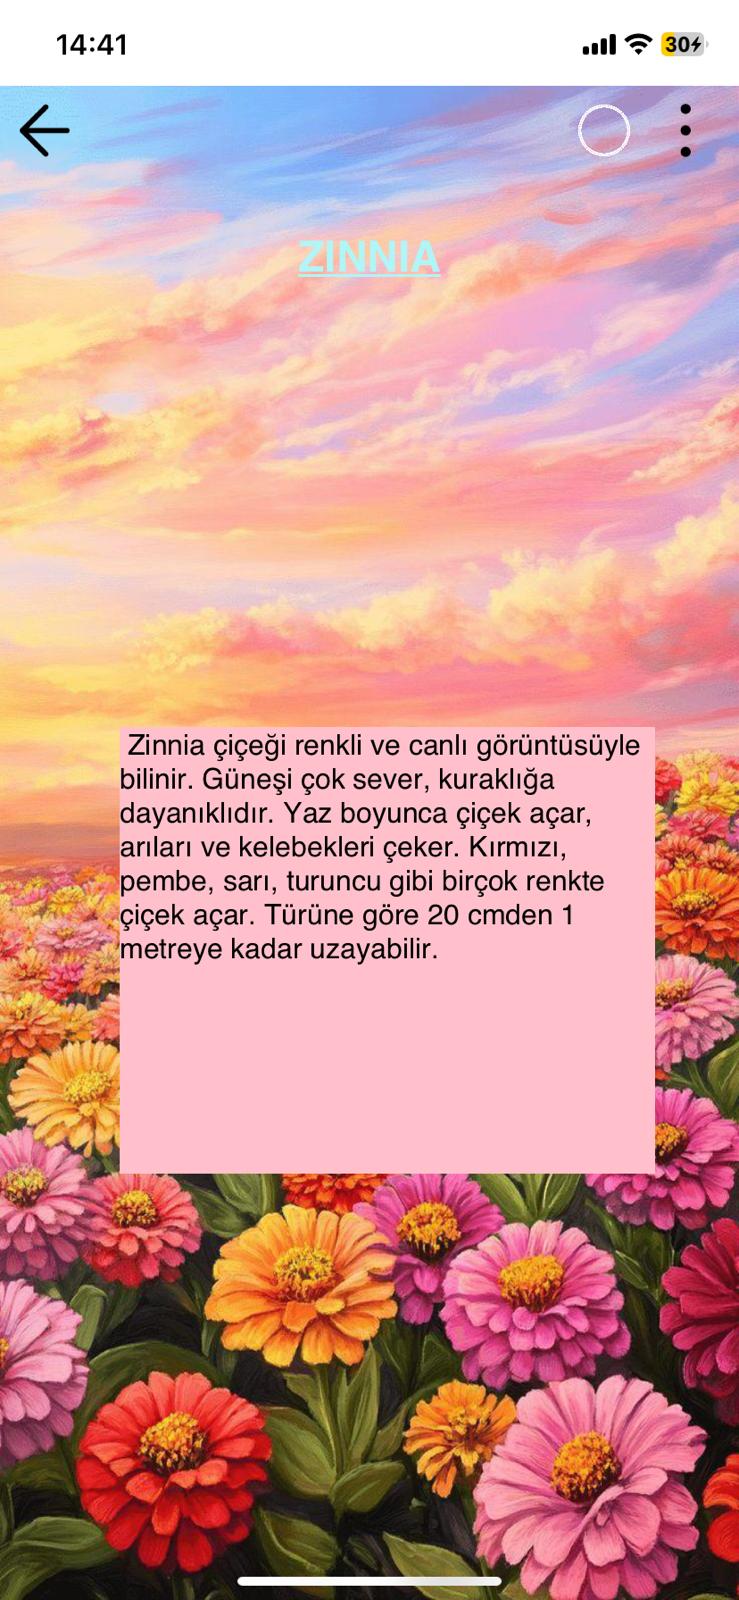 14:41
30
ZINNIA
Zinnia çiçeği renkli ve canlı görüntüsüyle
bilinir. Güneşi çok sever, kuraklığa
dayanıklıdır. Yaz boyunca çiçek açar,
arıları ve kelebekleri çeker. Kırmızı,
pembe, sarı, turuncu gibi birçok renkte
çiçek açar. Türüne göre 20 cmden 1
metreye kadar uzayabilir.